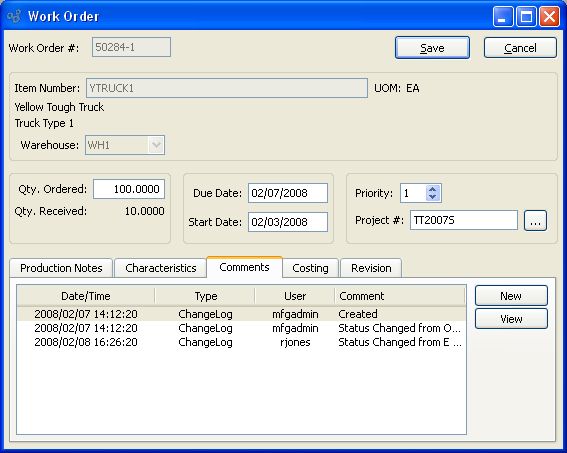 Work Order
Work Order #: 50284-1 Save Cancel
Item Number: YTRUCK1 UOM: EA
Yellow Tough Truck
Truck Type 1
Warehouse: WH1
Qty. Ordered: 100.0000
Qty. Received: 10.0000
Due Date: 02/07/2008
Start Date: 02/03/2008
Priority: 1
Project #: TT2007S ...
Production Notes Characteristics Comments Costing Revision
Date/Time Type User Comment
2008/02/07 14:12:20 ChangeLog mfgadmin Created
2008/02/07 14:12:20 ChangeLog mfgadmin Status Changed from O...
2008/02/08 16:26:20 ChangeLog rjones Status Changed from E ...
New
View